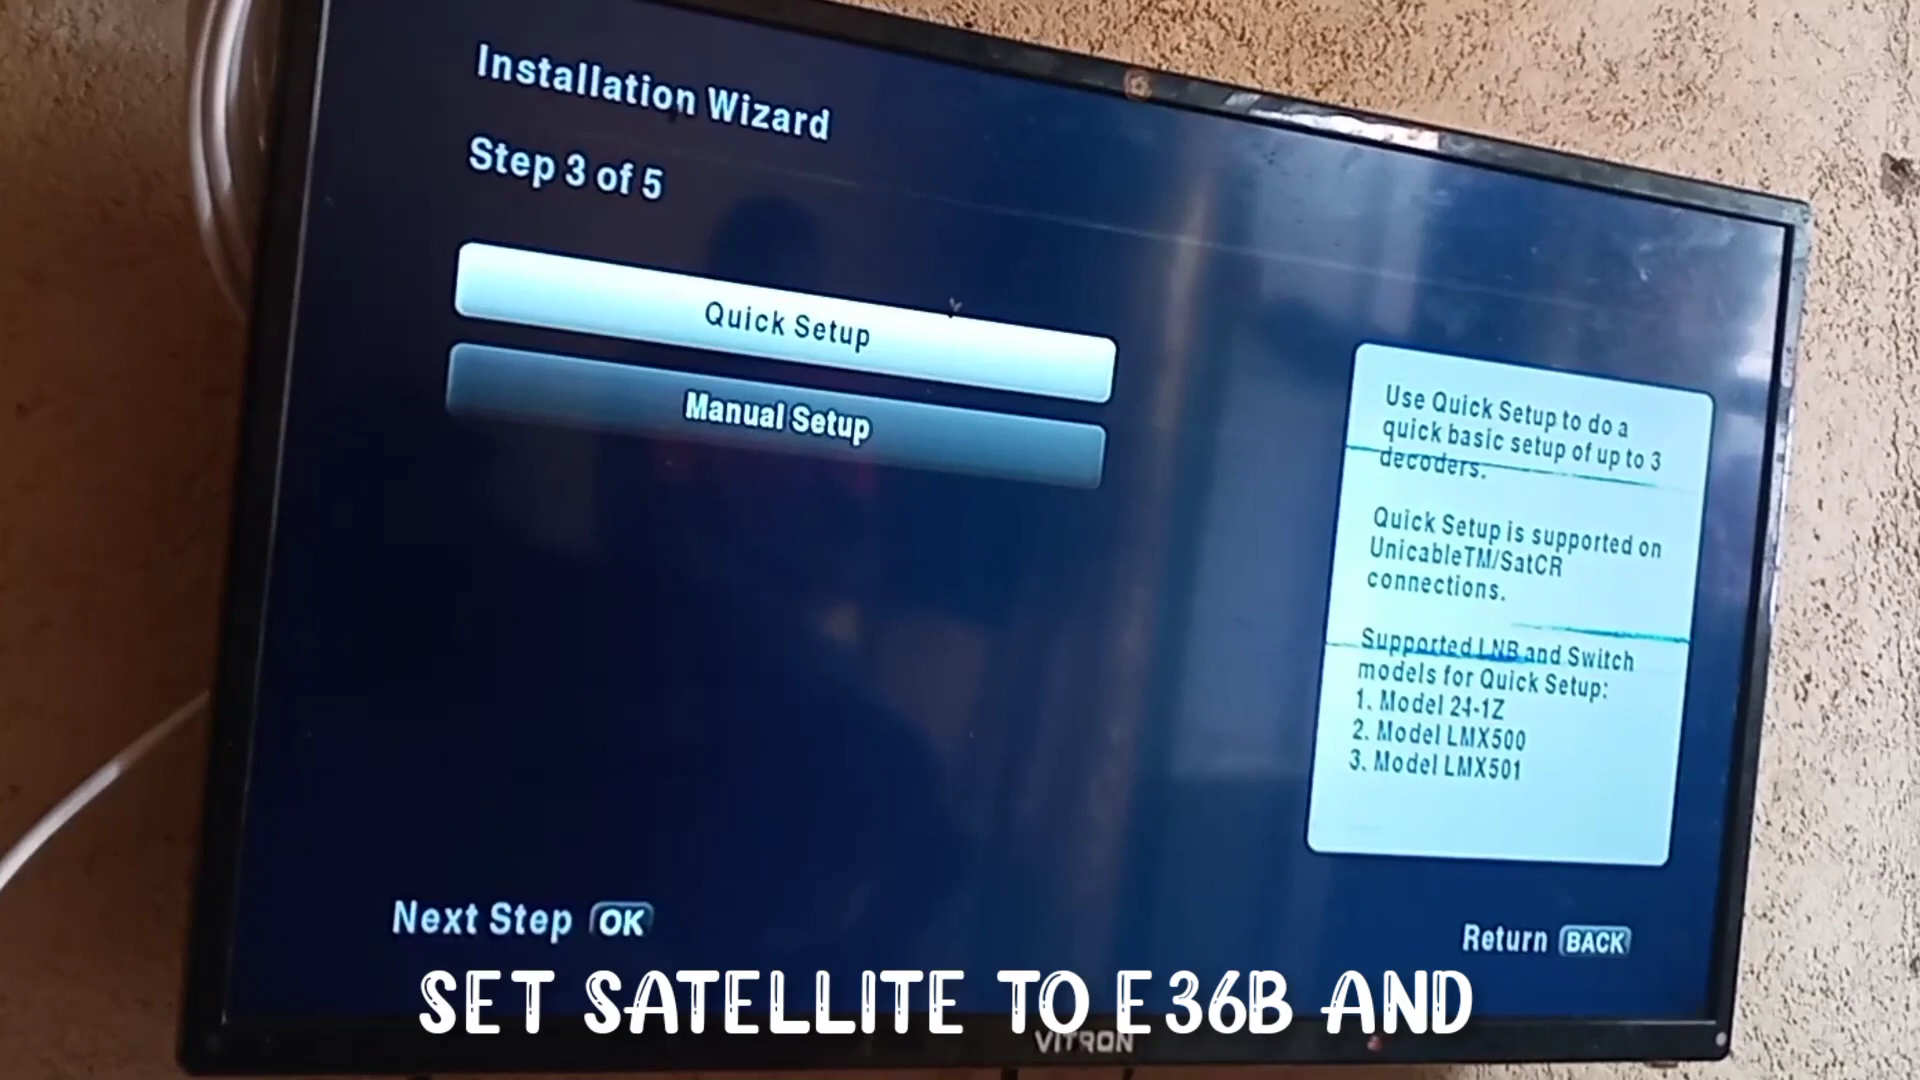 Installation Wizard
Step 3 of 5
Quick Setup
Manual Setup
Use Quick Setup to do a
quick basic setup of up to 3
decoders.
Quick Setup is supported on
UnicableTM/SatCR
connections.
Supported LNB and Switch
models for Quick Setup:
1. Model 24-1Z
2. Model LMX500
3. Model LMX501
Next Step OK
Return BACK
SET SATELLITE TO E36B AND
VITRON